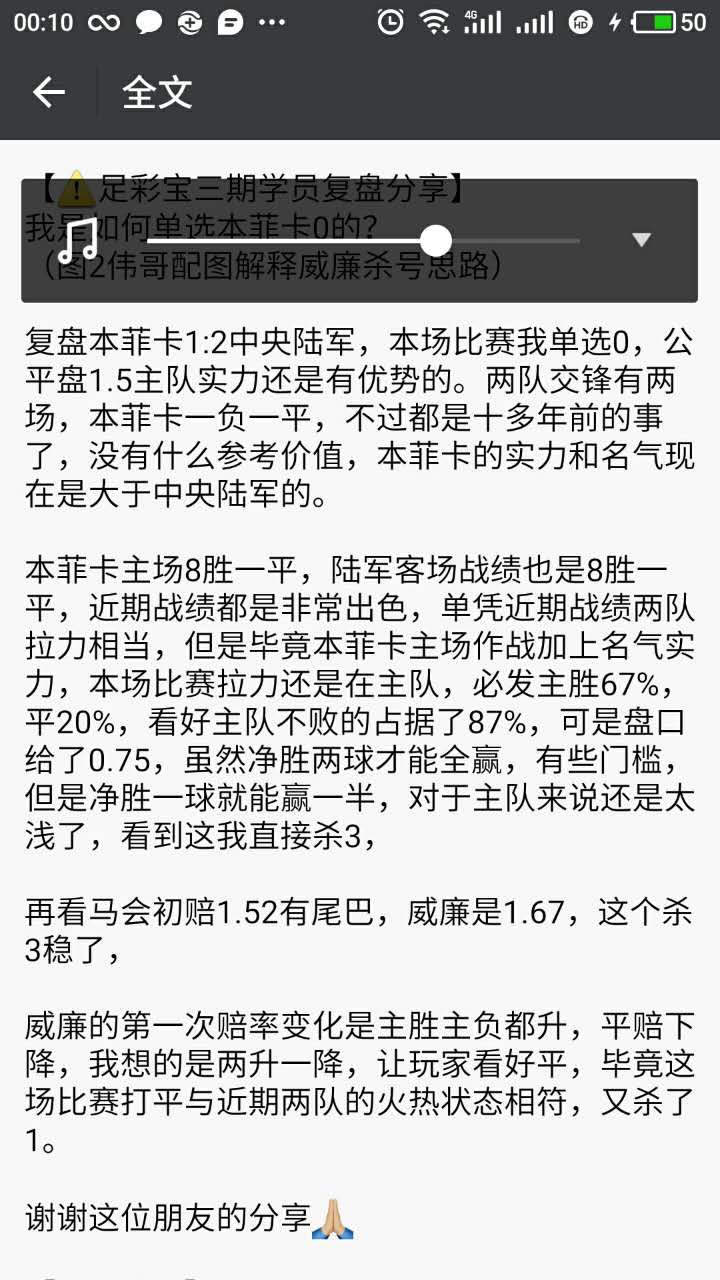 00:10 4G HD 50
全文
【⚠️足彩宝三期学员复盘分享】
我是如何单选本菲卡0的？
（图2伟哥配图解释威廉杀号思路）
复盘本菲卡1:2中央陆军，本场比赛我单选0，公
平盘1.5主队实力还是有优势的。两队交锋有两
场，本菲卡一负一平，不过都是十多年前的事
了，没有什么参考价值，本菲卡的实力和名气现
在是大于中央陆军的。
本菲卡主场8胜一平，陆军客场战绩也是8胜一
平，近期战绩都是非常出色，单凭近期战绩两队
拉力相当，但是毕竟本菲卡主场作战加上名气实
力，本场比赛拉力还是在主队，必发主胜67%，
平20%，看好主队不败的占据了87%，可是盘口
给了0.75，虽然净胜两球才能全赢，有些门槛，
但是净胜一球就能赢一半，对于主队来说还是太
浅了，看到这我直接杀3，
再看马会初赔1.52有尾巴，威廉是1.67，这个杀
3稳了，
威廉的第一次赔率变化是主胜主负都升，平赔下
降，我想的是两升一降，让玩家看好平，毕竟这
场比赛打平与近期两队的火热状态相符，又杀了
1。
谢谢这位朋友的分享🙏🏼